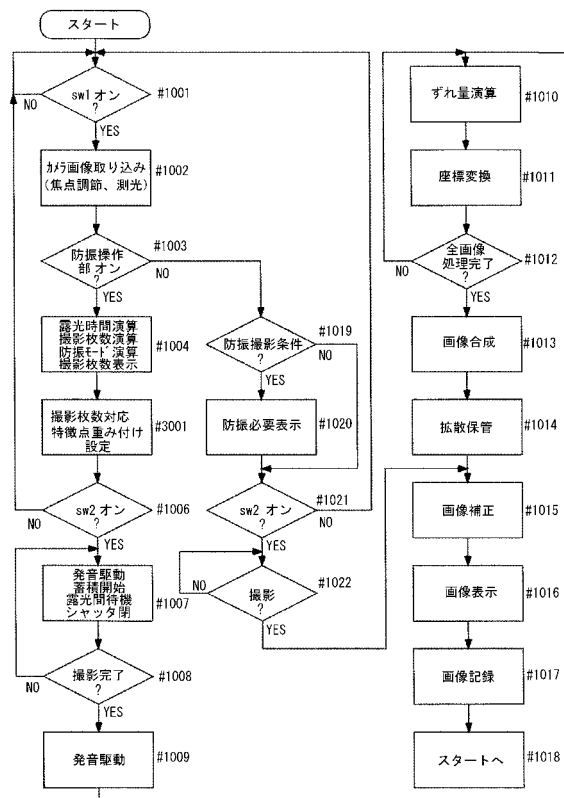 スタート
sw1 オン
?
#1001
NO
YES
カメラ画像取り込み
(焦点調節、測光)
#1002
防振操作
部 オン
?
#1003
NO
YES
露光時間演算
撮影枚数演算
防振モード演算
撮影枚数表示
#1004
撮影枚数対応
特徴点重み付け
設定
#3001
sw2 オン
?
#1006
NO
YES
発音駆動
蓄積開始
露光間待機
シャッタ閉
#1007
撮影完了
?
#1008
NO
YES
発音駆動
#1009
防振撮影条件
?
#1019
NO
YES
防振必要表示
#1020
sw2 オン
?
#1021
NO
YES
撮影
?
#1022
NO
YES
ずれ量演算
#1010
座標変換
#1011
全画像
処理完了
?
#1012
NO
YES
画像合成
#1013
拡散保管
#1014
画像補正
#1015
画像表示
#1016
画像記録
#1017
スタートへ
#1018